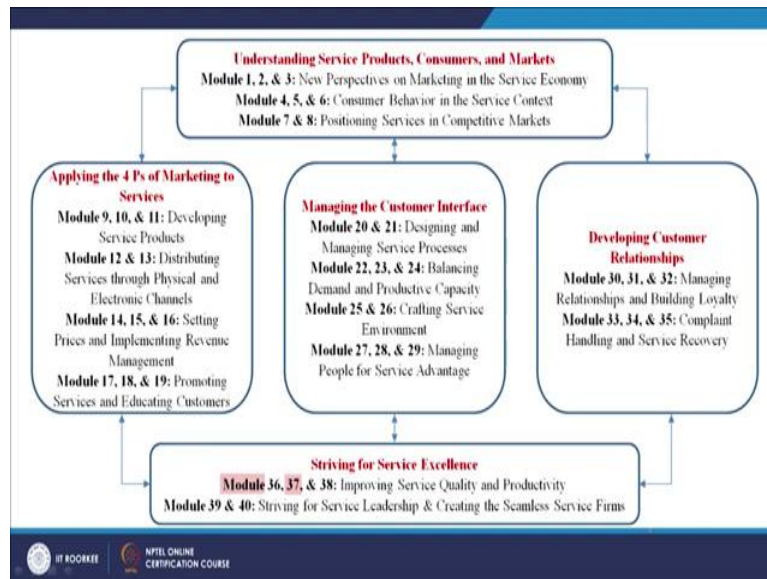 Understanding Service Products, Consumers, and Markets
Module 1, 2, & 3: New Perspectives on Marketing in the Service Economy
Module 4, 5, & 6: Consumer Behavior in the Service Context
Module 7 & 8: Positioning Services in Competitive Markets
Applying the 4 Ps of Marketing to
Services
Module 9, 10, & 11: Developing
Service Products
Module 12 & 13: Distributing
Services through Physical and
Electronic Channels
Module 14, 15, & 16: Setting
Prices and Implementing Revenue
Management
Module 17, 18, & 19: Promoting
Services and Educating Customers
Managing the Customer Interface
Module 20 & 21: Designing and
Managing Service Processes
Module 22, 23, & 24: Balancing
Demand and Productive Capacity
Module 25 & 26: Crafting Service
Environment
Module 27, 28, & 29: Managing
People for Service Advantage
Developing Customer
Relationships
Module 30, 31, & 32: Managing
Relationships and Building Loyalty
Module 33, 34, & 35: Complaint
Handling and Service Recovery
Striving for Service Excellence
Module 36, 37, & 38: Improving Service Quality and Productivity
Module 39 & 40: Striving for Service Leadership & Creating the Seamless Service Firms
IIT ROORKEE
NPTEL ONLINE
CERTIFICATION COURSE